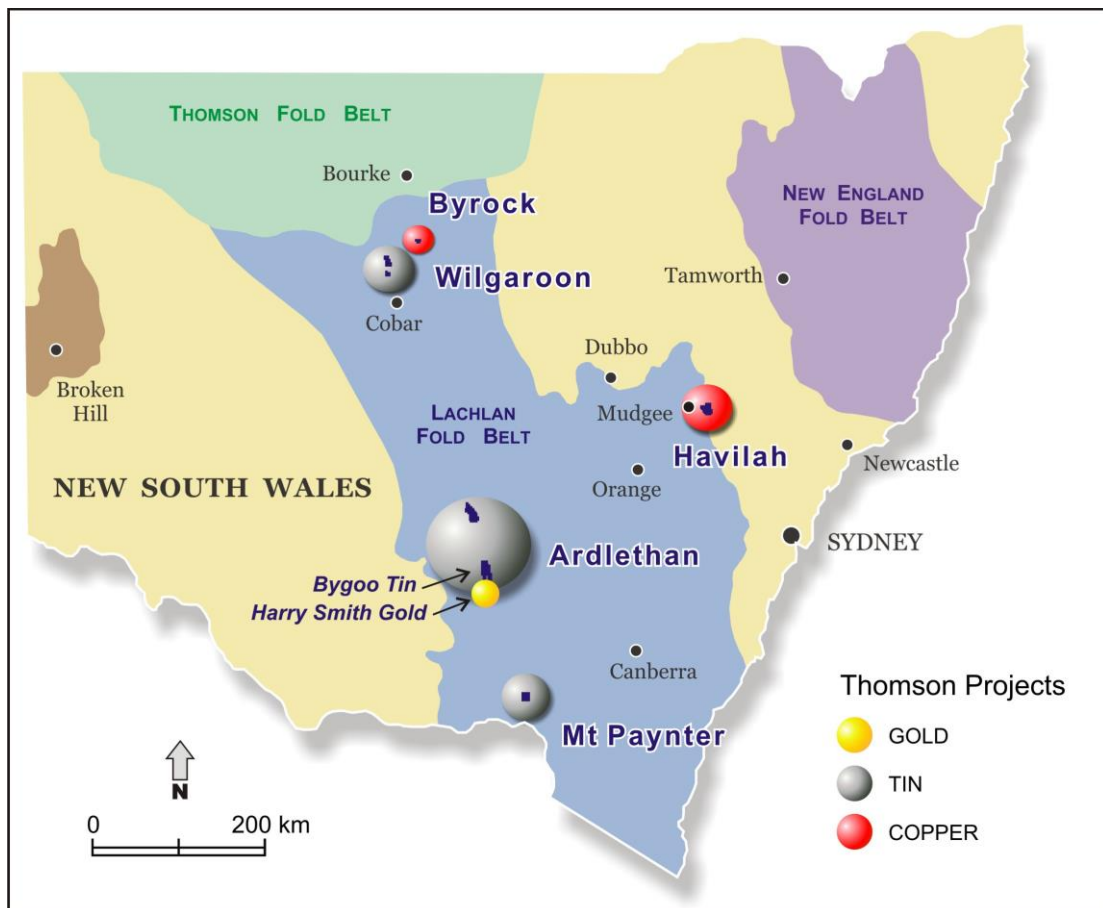 THOMSON FOLD BELT
Bourke
Byrock
NEW ENGLAND
FOLD BELT
Wilgaroon
Tamworth
Cobar
Dubbo
Broken
Hill
Mudgee
LACHLAN
FOLD BELT
Havilah
Newcastle
NEW SOUTH WALES
Orange
SYDNEY
Ardlethan
Bygoo Tin
Harry Smith Gold
Canberra
Thomson Projects
Mt Paynter
GOLD
N
TIN
0 200 km
COPPER